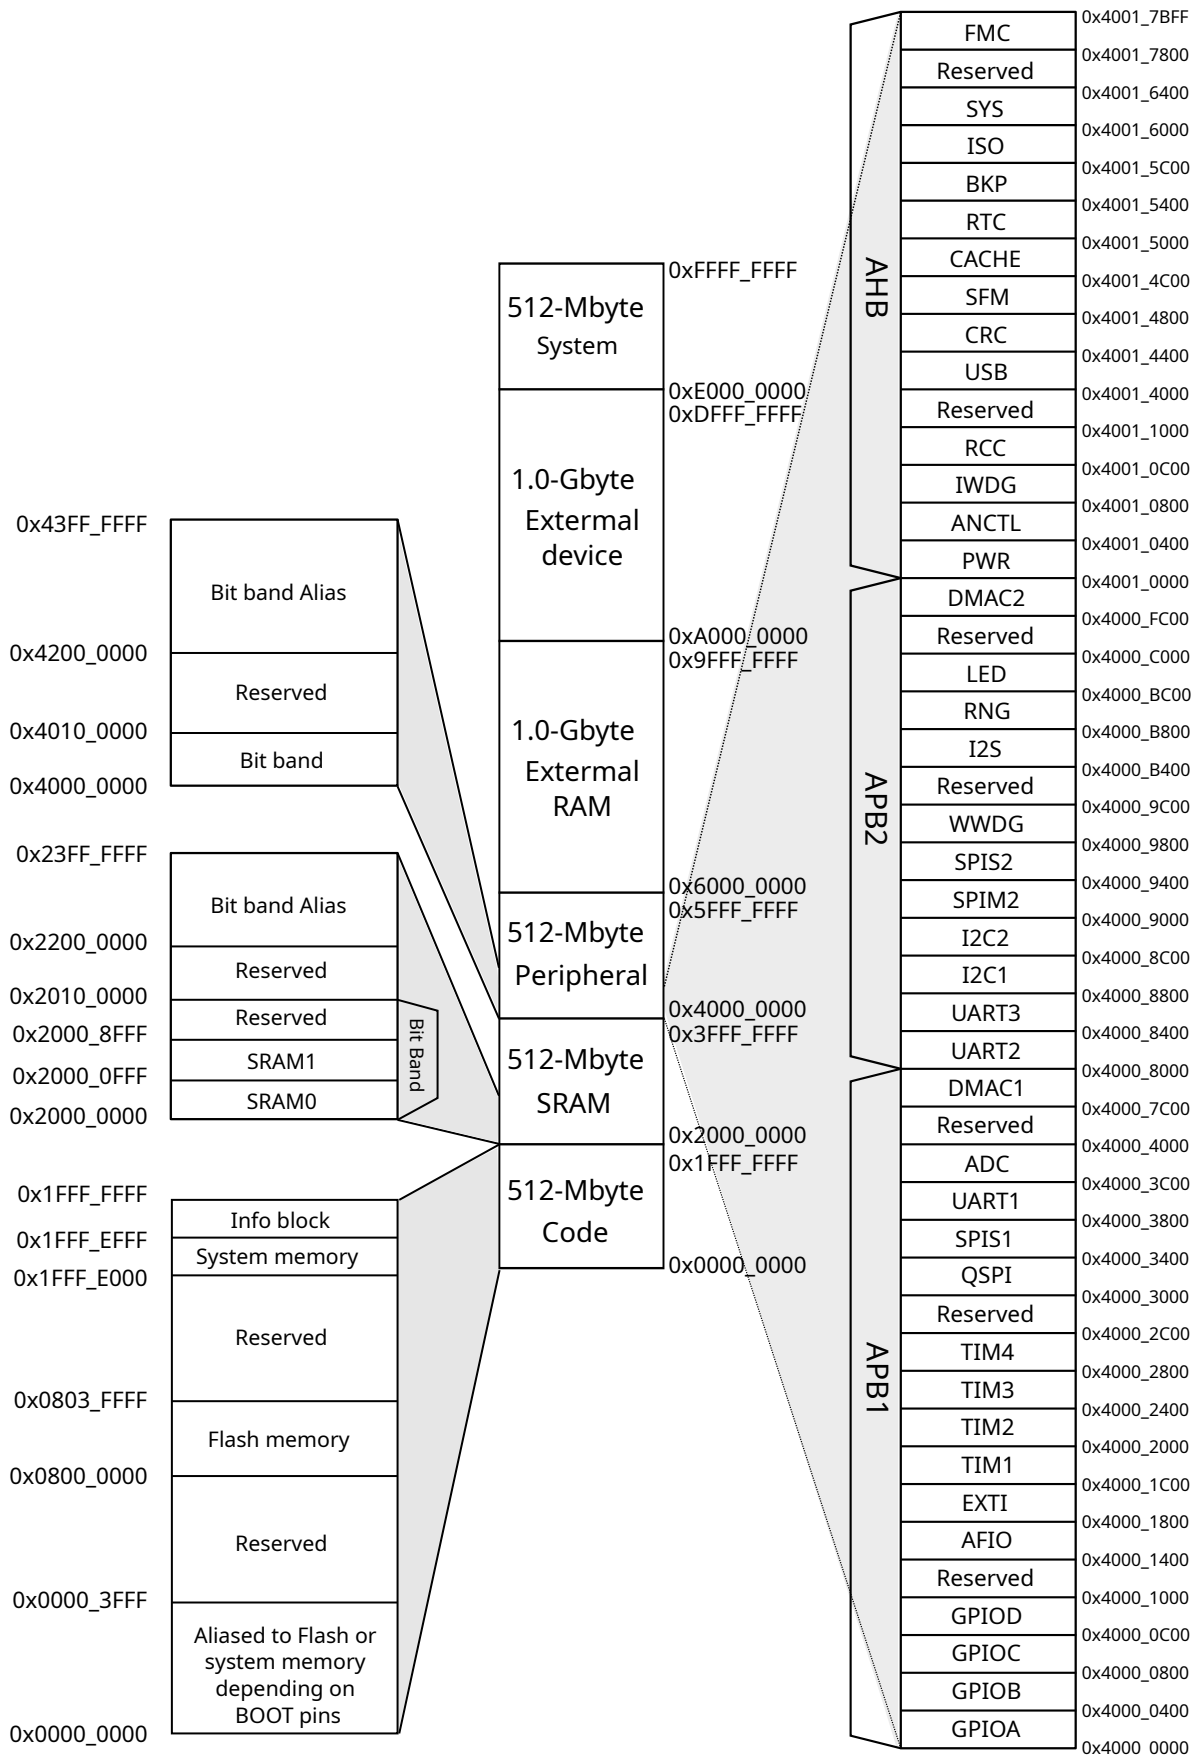 0x43FF_FFFF
Bit band Alias
0x4200_0000
Reserved
0x4010_0000
Bit band
0x4000_0000
0x23FF_FFFF
Bit band Alias
0x2200_0000
Reserved
0x2010_0000
Reserved
0x2000_8FFF
SRAM1
0x2000_0FFF
SRAM0
0x2000_0000
Bit Band
0x1FFF_FFFF
Info block
0x1FFF_EFFF
System memory
0x1FFF_E000
Reserved
0x0803_FFFF
Flash memory
0x0800_0000
Reserved
0x0000_3FFF
Aliased to Flash or
system memory
depending on
BOOT pins
0x0000_0000
0xFFFF_FFFF
512-Mbyte
System
0xE000_0000
0xDFFF_FFFF
1.0-Gbyte
Extermal
device
0xA000_0000
0x9FFF_FFFF
1.0-Gbyte
Extermal
RAM
0x6000_0000
0x5FFF_FFFF
512-Mbyte
Peripheral
0x4000_0000
0x3FFF_FFFF
512-Mbyte
SRAM
0x2000_0000
0x1FFF_FFFF
512-Mbyte
Code
0x0000_0000
AHB
APB2
APB1
0x4001_7BFF
FMC
0x4001_7800
Reserved
0x4001_6400
SYS
0x4001_6000
ISO
0x4001_5C00
BKP
0x4001_5400
RTC
0x4001_5000
CACHE
0x4001_4C00
SFM
0x4001_4800
CRC
0x4001_4400
USB
0x4001_4000
Reserved
0x4001_1000
RCC
0x4001_0C00
IWDG
0x4001_0800
ANCTL
0x4001_0400
PWR
0x4001_0000
DMAC2
0x4000_FC00
Reserved
0x4000_C000
LED
0x4000_BC00
RNG
0x4000_B800
I2S
0x4000_B400
Reserved
0x4000_9C00
WWDG
0x4000_9800
SPIS2
0x4000_9400
SPIM2
0x4000_9000
I2C2
0x4000_8C00
I2C1
0x4000_8800
UART3
0x4000_8400
UART2
0x4000_8000
DMAC1
0x4000_7C00
Reserved
0x4000_4000
ADC
0x4000_3C00
UART1
0x4000_3800
SPIS1
0x4000_3400
QSPI
0x4000_3000
Reserved
0x4000_2C00
TIM4
0x4000_2800
TIM3
0x4000_2400
TIM2
0x4000_2000
TIM1
0x4000_1C00
EXTI
0x4000_1800
AFIO
0x4000_1400
Reserved
0x4000_1000
GPIOD
0x4000_0C00
GPIOC
0x4000_0800
GPIOB
0x4000_0400
GPIOA
0x4000_0000